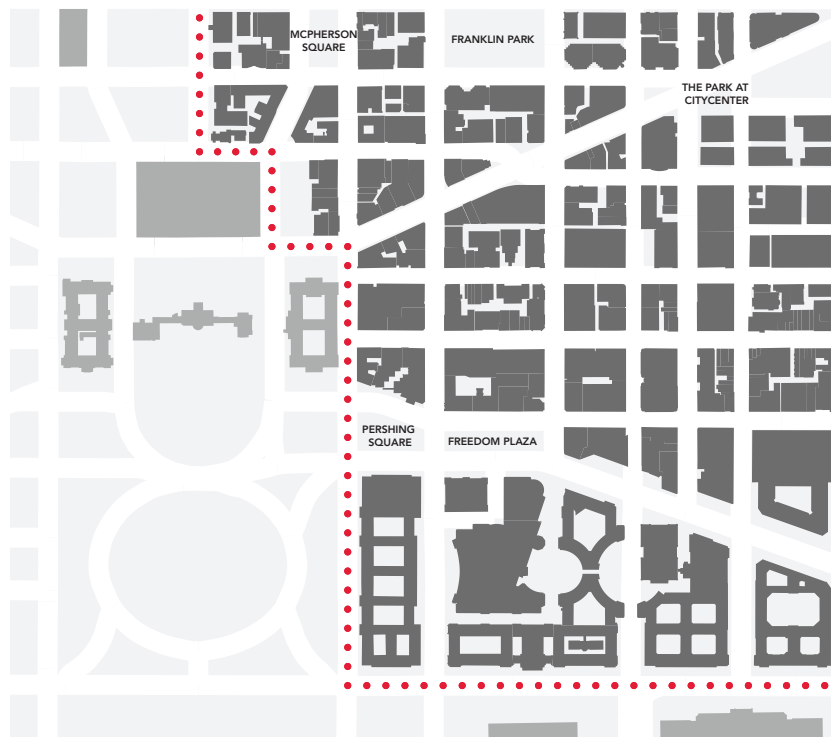 MCPHERSON
SQUARE
FRANKLIN PARK
THE PARK AT
CITYCENTER
PERSHING
SQUARE
FREEDOM PLAZA